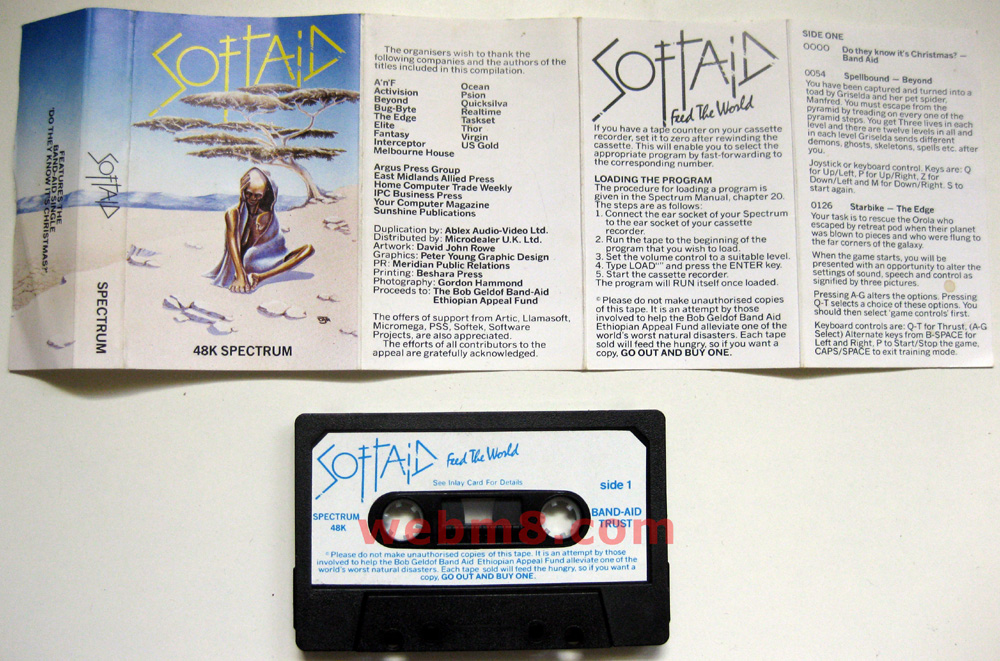 FEATURES THE
BAND-AID SINGLE
"DO THEY KNOW IT'S CHRISTMAS?"
SOFTAID
SPECTRUM
SOFTAID
48K SPECTRUM
The organisers wish to thank the
following companies and the authors of the
titles included in this compilation.
A'n'F
Activision
Beyond
Bug-Byte
The Edge
Elite
Fantasy
Interceptor
Melbourne House
Ocean
Psion
Quicksilva
Realtime
Taskset
Thor
Virgin
US Gold
Argus Press Group
East Midlands Allied Press
Home Computer Trade Weekly
IPC Business Press
Your Computer Magazine
Sunshine Publications
Duplication by: Ablex Audio-Video Ltd.
Distributed by: Microdealer U.K. Ltd.
Artwork: David John Rowe
Graphics: Peter Young Graphic Design
PR: Meridian Public Relations
Printing: Beshara Press
Photography: Gordon Hammond
Proceeds to: The Bob Geldof Band-Aid
Ethiopian Appeal Fund
The offers of support from Artic, Llamasoft,
Micromega, PSS, Softek, Software
Projects, are also appreciated.
The efforts of all contributors to the
appeal are gratefully acknowledged.
SOFTAID
Feed The World
If you have a tape counter on your cassette
recorder, set it to zero after rewinding the
cassette. This will enable you to select the
appropriate program by fast-forwarding to
the corresponding number.
LOADING THE PROGRAM
The procedure for loading a program is
given in the Spectrum Manual, chapter 20.
The steps are as follows:
1. Connect the ear socket of your Spectrum
to the ear socket of your cassette
recorder.
2. Run the tape to the beginning of the
program that you wish to load.
3. Set the volume control to a suitable level.
4. Type LOAD"" and press the ENTER key.
5. Start the cassette recorder.
The program will RUN itself once loaded.
© Please do not make unauthorised copies
of this tape. It is an attempt by those
involved to help the Bob Geldof Band Aid
Ethiopian Appeal Fund alleviate one of the
world's worst natural disasters. Each tape
sold will feed the hungry, so if you want a
copy, GO OUT AND BUY ONE.
SIDE ONE
0000 Do they know it's Christmas? –
Band Aid
0054 Spellbound – Beyond
You have been captured and turned into a
toad by Griselda and her pet spider,
Manfred. You must escape from the
pyramid by treading on every one of the
pyramid steps. You get Three lives in each
level and there are twelve levels in all and
in each level Griselda sends different
demons, ghosts, skeletons, spells etc. after
you.
Joystick or keyboard control. Keys are: Q
for Up/Left, P for Up/Right, Z for
Down/Left and M for Down/Right. S to
start again.
0126 Starbike – The Edge
Your task is to rescue the Orola who
escaped by retreat pod when their planet
was blown to pieces and who were flung to
the far corners of the galaxy.
When the game starts, you will be
presented with an opportunity to alter the
settings of sound, speech and control as
signified by three pictures.
Pressing A-G alters the options. Pressing
Q-T selects a choice of these options. You
should then select 'game controls' first.
Keyboard controls are: Q-T for Thrust, (A-G
Select) Alternate keys from B-SPACE for
Left and Right, P to Start/Stop the game,
CAPS/SPACE to exit training mode.
SOFTAID Feed The World
See Inlay Card For Details
side 1
SPECTRUM
48K
BAND-AID
TRUST
webm8.com
© Please do not make unauthorised copies of this tape. It is an attempt by those
involved to help the Bob Geldof Band Aid Ethiopian Appeal Fund alleviate one of the
world's worst natural disasters. Each tape sold will feed the hungry, so if you want a
copy, GO OUT AND BUY ONE.